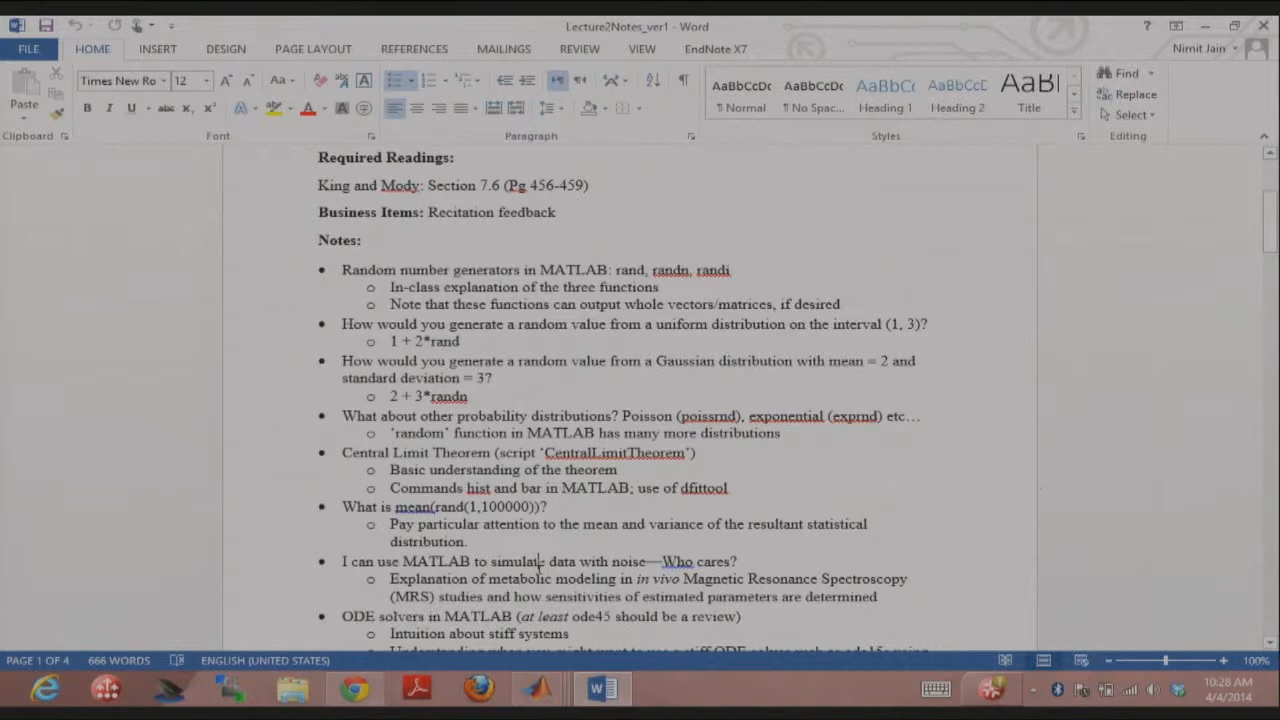 Lecture2Notes_ver1 - Word
FILE HOME INSERT DESIGN PAGE LAYOUT REFERENCES MAILINGS REVIEW VIEW EndNote X7 Nimit Jain
Times New Ro 12 Aa
Paste
B I U abc X, X²
AaBbCcDc AaBbCcDc AaBbC( AaBbCcD AaBl
¶ Normal ¶ No Spac... Heading 1 Heading 2 Title
Find
Replace
Select
Clipboard Font Paragraph Styles Editing
Required Readings:
King and Mody: Section 7.6 (Pg 456-459)
Business Items: Recitation feedback
Notes:
• Random number generators in MATLAB: rand, randn, randi
o In-class explanation of the three functions
o Note that these functions can output whole vectors/matrices, if desired
• How would you generate a random value from a uniform distribution on the interval (1, 3)?
o 1 + 2*rand
• How would you generate a random value from a Gaussian distribution with mean = 2 and
standard deviation = 3?
o 2 + 3*randn
• What about other probability distributions? Poisson (poissrnd), exponential (exprnd) etc…
o 'random' function in MATLAB has many more distributions
• Central Limit Theorem (script 'CentralLimitTheorem')
o Basic understanding of the theorem
o Commands hist and bar in MATLAB; use of dfittool
• What is mean(rand(1,100000))?
o Pay particular attention to the mean and variance of the resultant statistical
distribution.
• I can use MATLAB to simulate data with noise—Who cares?
o Explanation of metabolic modeling in in vivo Magnetic Resonance Spectroscopy
(MRS) studies and how sensitivities of estimated parameters are determined
• ODE solvers in MATLAB (at least ode45 should be a review)
o Intuition about stiff systems
PAGE 1 OF 4 666 WORDS ENGLISH (UNITED STATES) 100%
10:28 AM
4/4/2014